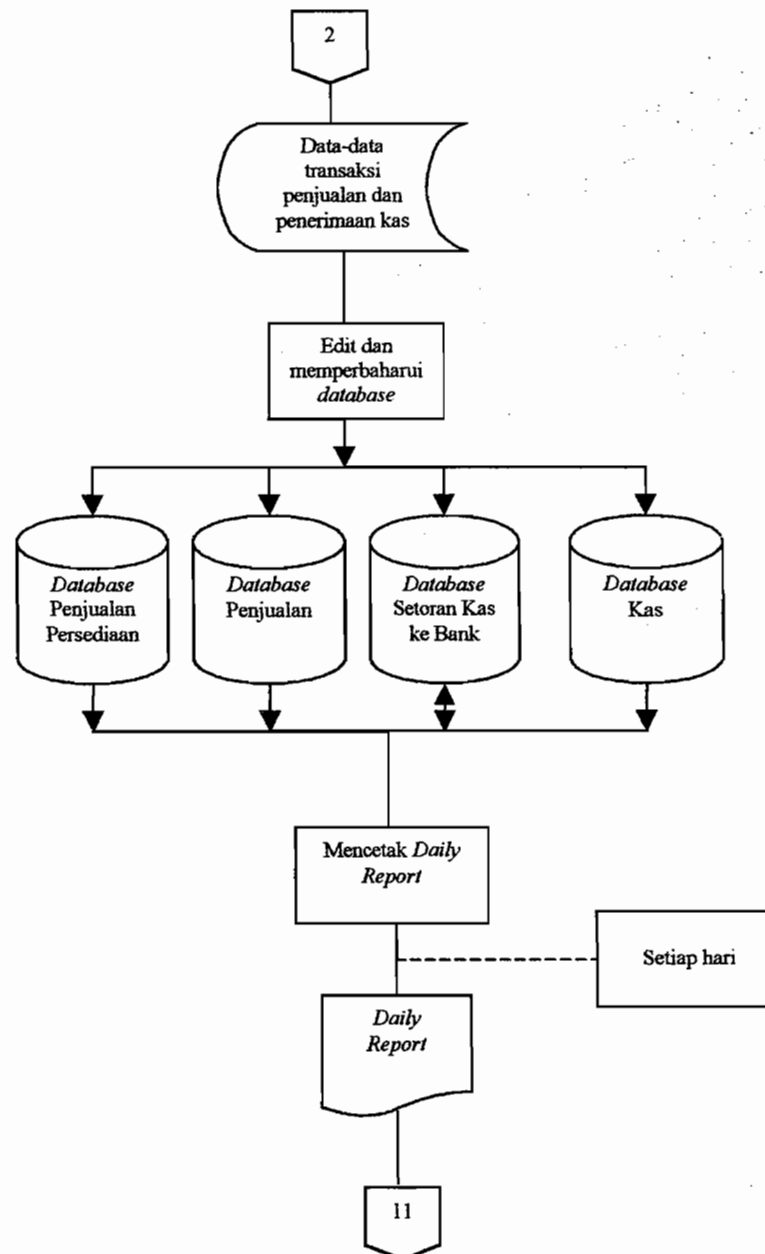 2
Data-data
transaksi
penjualan dan
penerimaan kas
Edit dan
memperbaharui
database
Database
Penjualan
Persediaan
Database
Penjualan
Database
Setoran Kas
ke Bank
Database
Kas
Mencetak Daily
Report
Setiap hari
Daily
Report
11